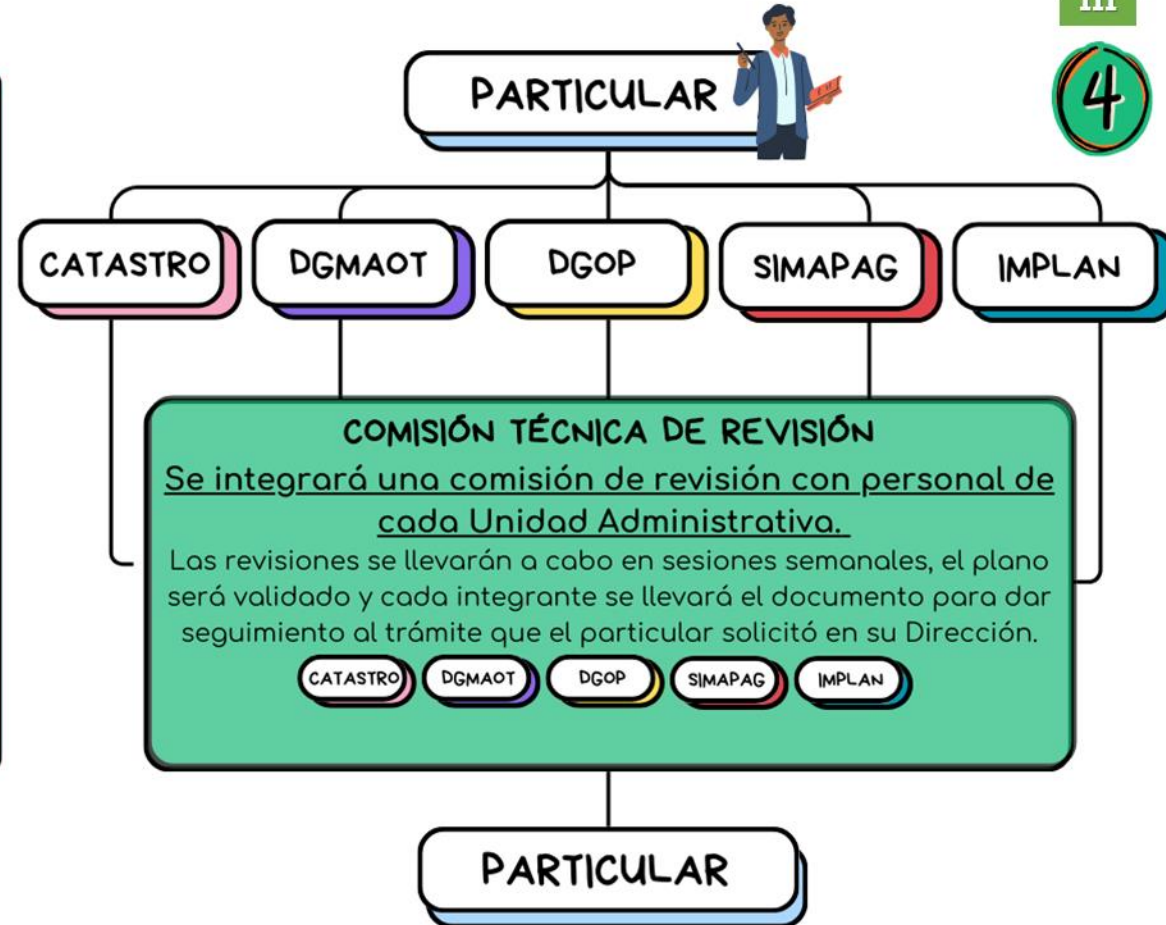 PARTICULAR
4
CATASTRO
DGMAOT
DGOP
SIMAPAG
IMPLAN
COMISIÓN TÉCNICA DE REVISIÓN
Se integrará una comisión de revisión con personal de
cada Unidad Administrativa.
Las revisiones se llevarán a cabo en sesiones semanales, el plano
será validado y cada integrante se llevará el documento para dar
seguimiento al trámite que el particular solicitó en su Dirección.
CATASTRO
DGMAOT
DGOP
SIMAPAG
IMPLAN
PARTICULAR